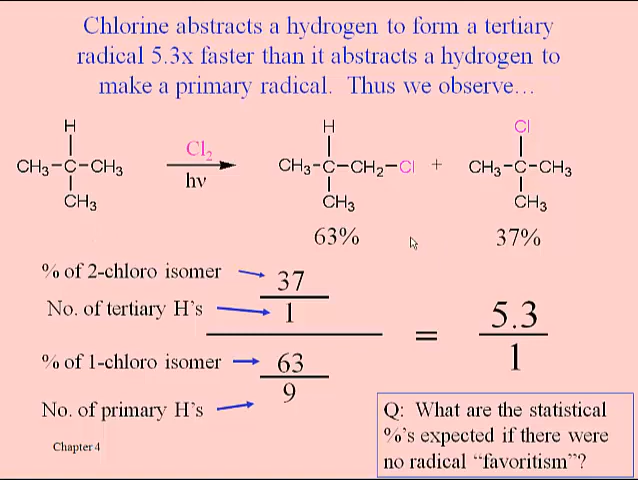 Chlorine abstracts a hydrogen to form a tertiary
radical 5.3x faster than it abstracts a hydrogen to
make a primary radical. Thus we observe…
H
CH3-C-CH3
CH3
Cl2
hν
H
CH3-C-CH2-Cl
CH3
+
Cl
CH3-C-CH3
CH3
63%
37%
% of 2-chloro isomer
37
No. of tertiary H's
1
% of 1-chloro isomer
63
No. of primary H's
9
=
5.3
1
Q: What are the statistical
%'s expected if there were
no radical “favoritism”?
Chapter 4